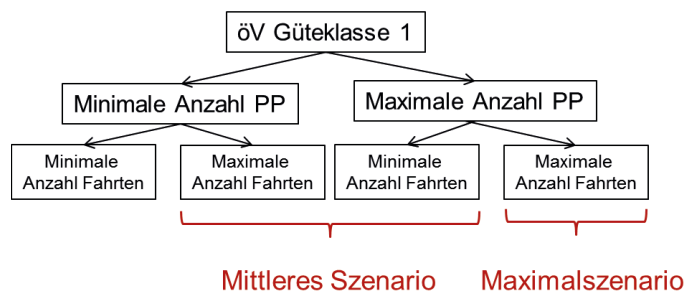 öV Güteklasse 1
Minimale Anzahl PP
Maximale Anzahl PP
Minimale
Anzahl Fahrten
Maximale
Anzahl Fahrten
Minimale
Anzahl Fahrten
Maximale
Anzahl Fahrten
Mittleres Szenario
Maximalszenario